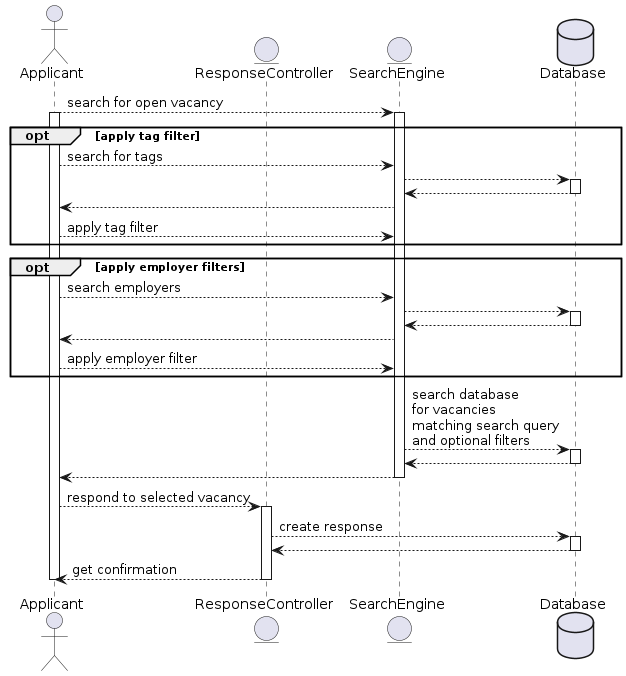 Applicant
ResponseController
SearchEngine
Database
search for open vacancy
opt [apply tag filter]
search for tags
apply tag filter
opt [apply employer filters]
search employers
apply employer filter
search database
for vacancies
matching search query
and optional filters
respond to selected vacancy
create response
get confirmation
Applicant
ResponseController
SearchEngine
Database